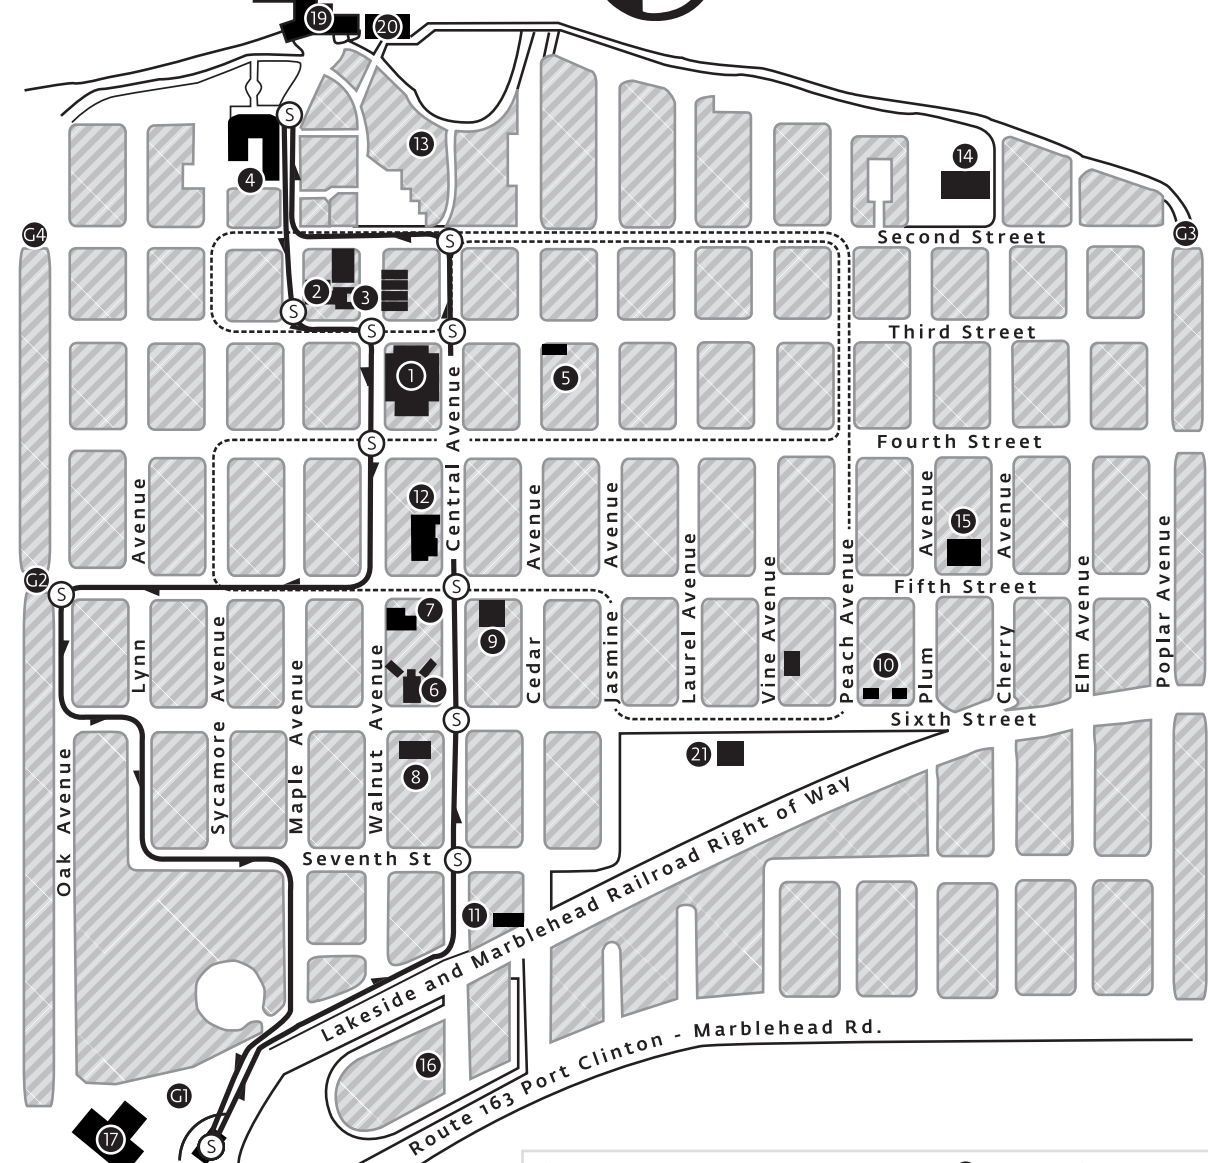 19
20
S
13
14
4
G4
G3
S
Second Street
2
3
S
S
S
Third Street
1
5
Central Avenue
S
Fourth Street
12
15
Avenue
Avenue
Avenue
Avenue
Avenue
G2
S
S
Fifth Street
7
9
6
10
Lynn
Sycamore Avenue
Maple Avenue
Walnut Avenue
Cedar
Jasmine
Laurel Avenue
Vine Avenue
Peach Avenue
Plum
Cherry
Elm Avenue
Poplar Avenue
S
Sixth Street
8
21
Oak Avenue
Seventh St
S
11
Lakeside and Marblehead Railroad Right of Way
16
Route 163 Port Clinton - Marblehead Rd.
G1
17
S